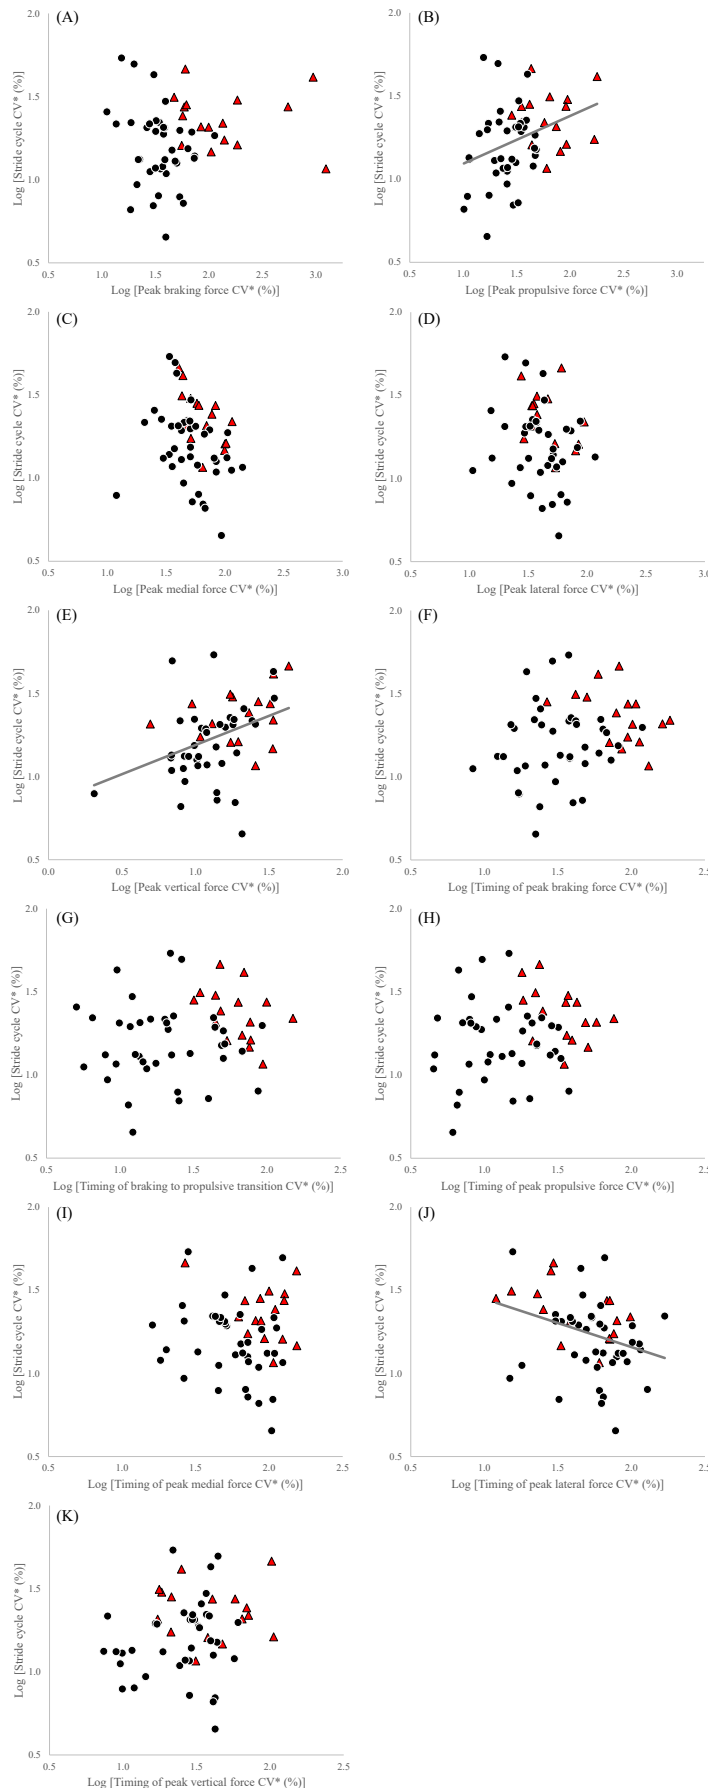 (A)
2.0
1.5
1.0
0.5
Log [Stride cycle CV* (%)]
0.5 1.0 1.5 2.0 2.5 3.0
Log [Peak braking force CV* (%)]
(B)
2.0
1.5
1.0
0.5
Log [Stride cycle CV* (%)]
0.5 1.0 1.5 2.0 2.5 3.0
Log [Peak propulsive force CV* (%)]
(C)
2.0
1.5
1.0
0.5
Log [Stride cycle CV* (%)]
0.5 1.0 1.5 2.0 2.5 3.0
Log [Peak medial force CV* (%)]
(D)
2.0
1.5
1.0
0.5
Log [Stride cycle CV* (%)]
0.5 1.0 1.5 2.0 2.5 3.0
Log [Peak lateral force CV* (%)]
(E)
2.0
1.5
1.0
0.5
Log [Stride cycle CV* (%)]
0.0 0.5 1.0 1.5 2.0
Log [Peak vertical force CV* (%)]
(F)
2.0
1.5
1.0
0.5
Log [Stride cycle CV* (%)]
0.5 1.0 1.5 2.0 2.5
Log [Timing of peak braking force CV* (%)]
(G)
2.0
1.5
1.0
0.5
Log [Stride cycle CV* (%)]
0.5 1.0 1.5 2.0 2.5
Log [Timing of braking to propulsive transition CV* (%)]
(H)
2.0
1.5
1.0
0.5
Log [Stride cycle CV* (%)]
0.5 1.0 1.5 2.0 2.5
Log [Timing of peak propulsive force CV* (%)]
(I)
2.0
1.5
1.0
0.5
Log [Stride cycle CV* (%)]
0.5 1.0 1.5 2.0 2.5
Log [Timing of peak medial force CV* (%)]
(J)
2.0
1.5
1.0
0.5
Log [Stride cycle CV* (%)]
0.5 1.0 1.5 2.0 2.5
Log [Timing of peak lateral force CV* (%)]
(K)
2.0
1.5
1.0
0.5
Log [Stride cycle CV* (%)]
0.5 1.0 1.5 2.0 2.5
Log [Timing of peak vertical force CV* (%)]